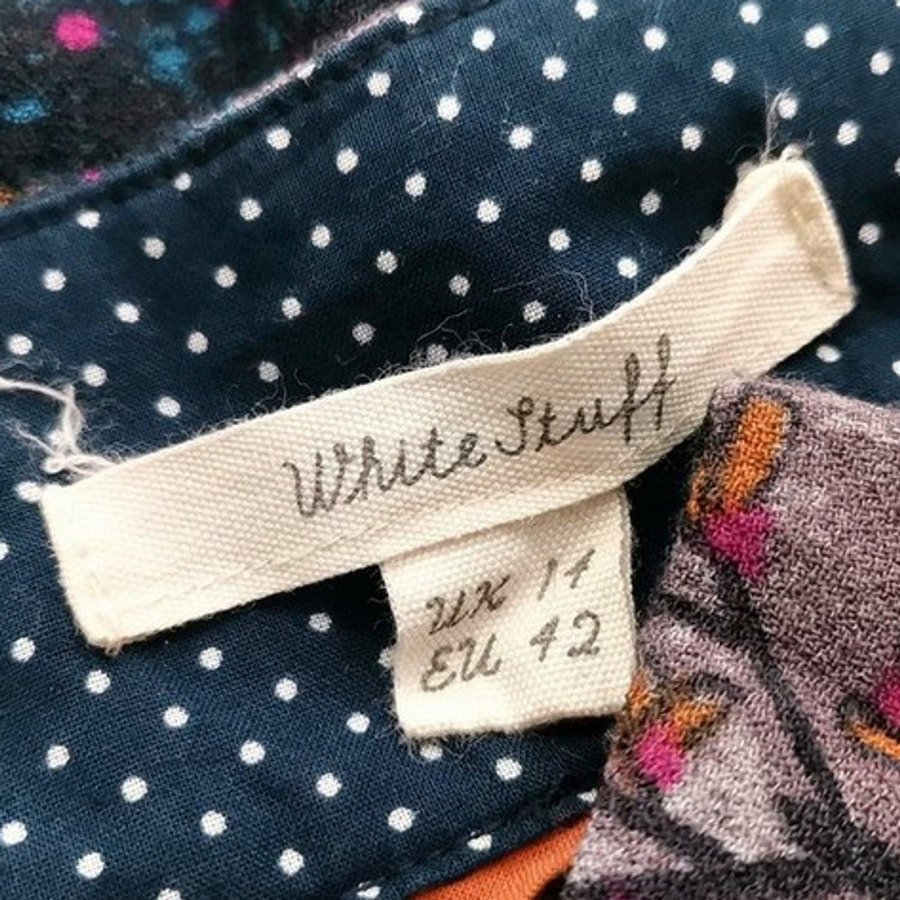 White Stuff
UK 14
EU 42